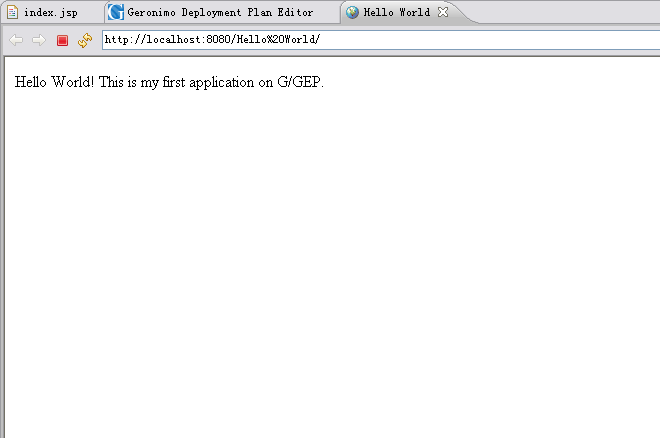 index.jsp
Geronimo Deployment Plan Editor
Hello World
http://localhost:8080/Hello%20World/
Hello World! This is my first application on G/GEP.